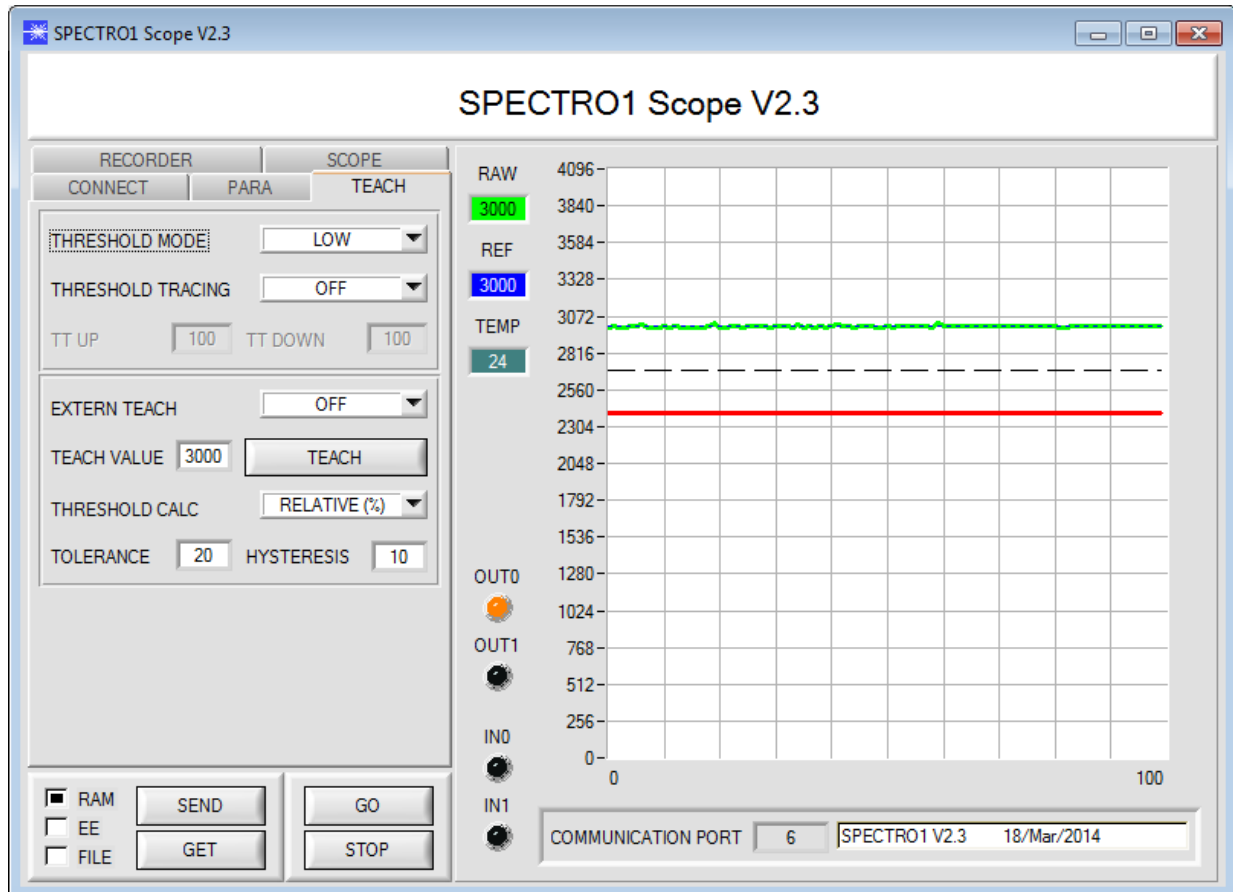 SPECTRO1 Scope V2.3
SPECTRO1 Scope V2.3
RECORDER SCOPE
CONNECT PARA TEACH
THRESHOLD MODE LOW
THRESHOLD TRACING OFF
TT UP 100 TT DOWN 100
EXTERN TEACH OFF
TEACH VALUE 3000 TEACH
THRESHOLD CALC RELATIVE (%)
TOLERANCE 20 HYSTERESIS 10
RAM SEND
EE
FILE GET
GO
STOP
RAW
3000
REF
3000
TEMP
24
OUT0
OUT1
IN0
IN1
4096
3840
3584
3328
3072
2816
2560
2304
2048
1792
1536
1280
1024
768
512
256
0
0 100
COMMUNICATION PORT 6 SPECTRO1 V2.3 18/Mar/2014